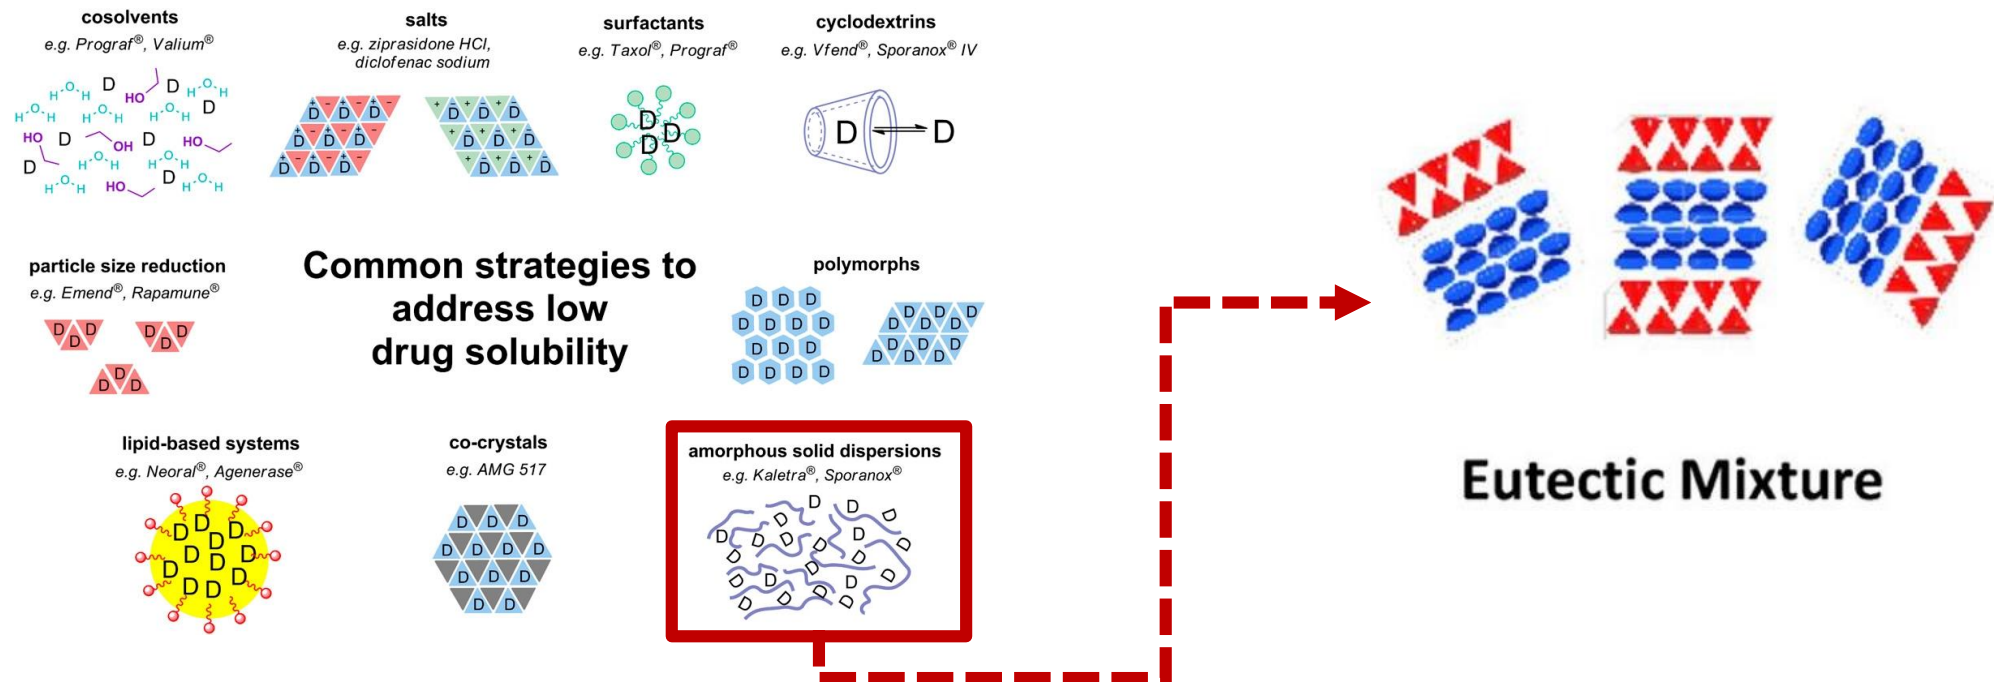 cosolvents
e.g. Prograf®, Valium®
salts
e.g. ziprasidone HCl,
diclofenac sodium
surfactants
e.g. Taxol®, Prograf®
cyclodextrins
e.g. Vfend®, Sporanox® IV
D D
Common strategies to
address low
drug solubility
particle size reduction
e.g. Emend®, Rapamune®
polymorphs
lipid-based systems
e.g. Neoral®, Agenerase®
co-crystals
e.g. AMG 517
amorphous solid dispersions
e.g. Kaletra®, Sporanox®
Eutectic Mixture